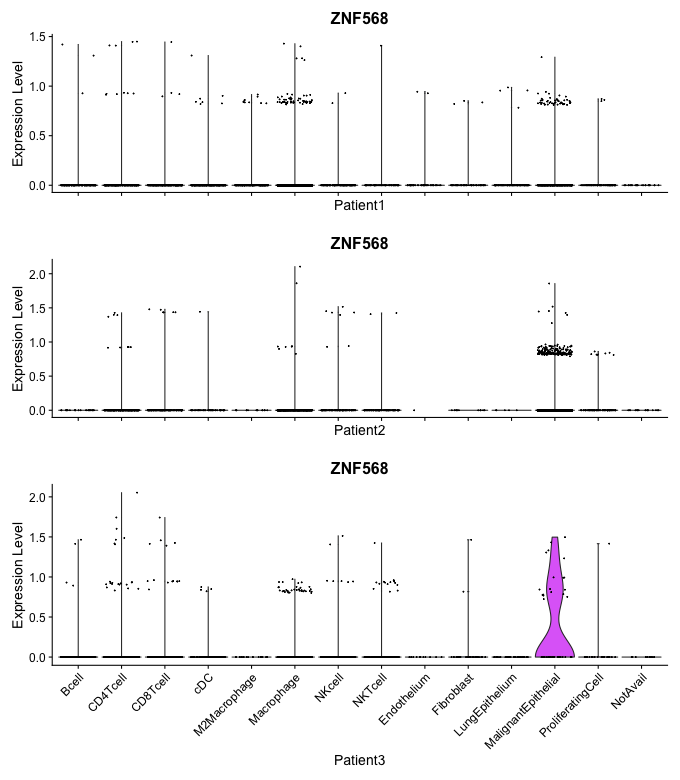 ZNF568
Expression Level
1.5
1.0
0.5
0.0
Patient1
ZNF568
Expression Level
2.0
1.5
1.0
0.5
0.0
Patient2
ZNF568
Expression Level
2.0
1.5
1.0
0.5
0.0
Bcell
CD4Tcell
CD8Tcell
cDC
M2Macrophage
Macrophage
NKcell
NKTcell
Endothelium
Fibroblast
LungEpithelium
MalignantEpithelial
ProliferatingCell
NotAvail
Patient3